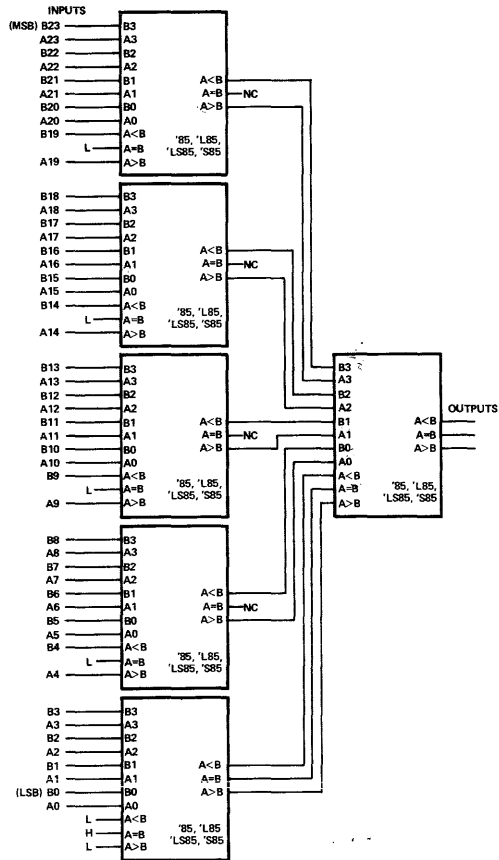 INPUTS
(MSB) B23 B3
A23 A3
B22 B2
A22 A2
B21 B1 A<B
A21 A1 A=B NC
B20 B0 A>B
A20 A0
B19 A<B '85, 'L85,
L A=B 'LS85, 'S85
A19 A>B
B18 B3
A18 A3
B17 B2
A17 A2
B16 B1 A<B
A16 A1 A=B NC
B15 B0 A>B
A15 A0
B14 A<B '85, 'L85,
L A=B 'LS85, 'S85
A14 A>B
B13 B3
A13 A3
B12 B2
A12 A2
B11 B1 A<B
A11 A1 A=B NC
B10 B0 A>B
A10 A0
B9 A<B '85, 'L85,
L A=B 'LS85, 'S85
A9 A>B
B8 B3
A8 A3
B7 B2
A7 A2
B6 B1 A<B
A6 A1 A=B NC
B5 B0 A>B
A5 A0
B4 A<B '85, 'L85,
L A=B 'LS85, 'S85
A4 A>B
B3 B3
A3 A3
B2 B2
A2 A2
B1 B1 A<B
A1 A1 A=B
(LSB) B0 B0 A>B
A0 A0
L A<B '85, 'L85
H A=B 'LS85, 'S85
L A>B
B3
A3
B2
A2 OUTPUTS
B1 A<B
A1 A=B
B0 A>B
A0
A<B
A=B '85, 'L85,
A>B 'LS85, 'S85